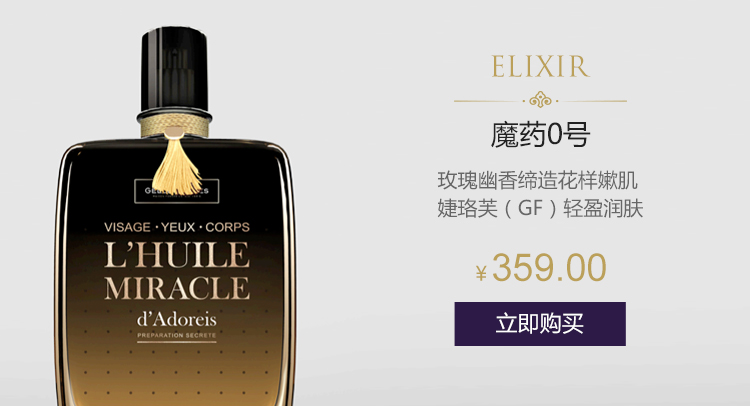 VISAGE · YEUX · CORPS
L'HUILE
MIRACLE
d'Adoreis
PREPARATION SECRETE
ELIXIR
魔药0号
玫瑰幽香缔造花样嫰肌
婕珞芙（GF）轻盈润肤
¥359.00
立即购买